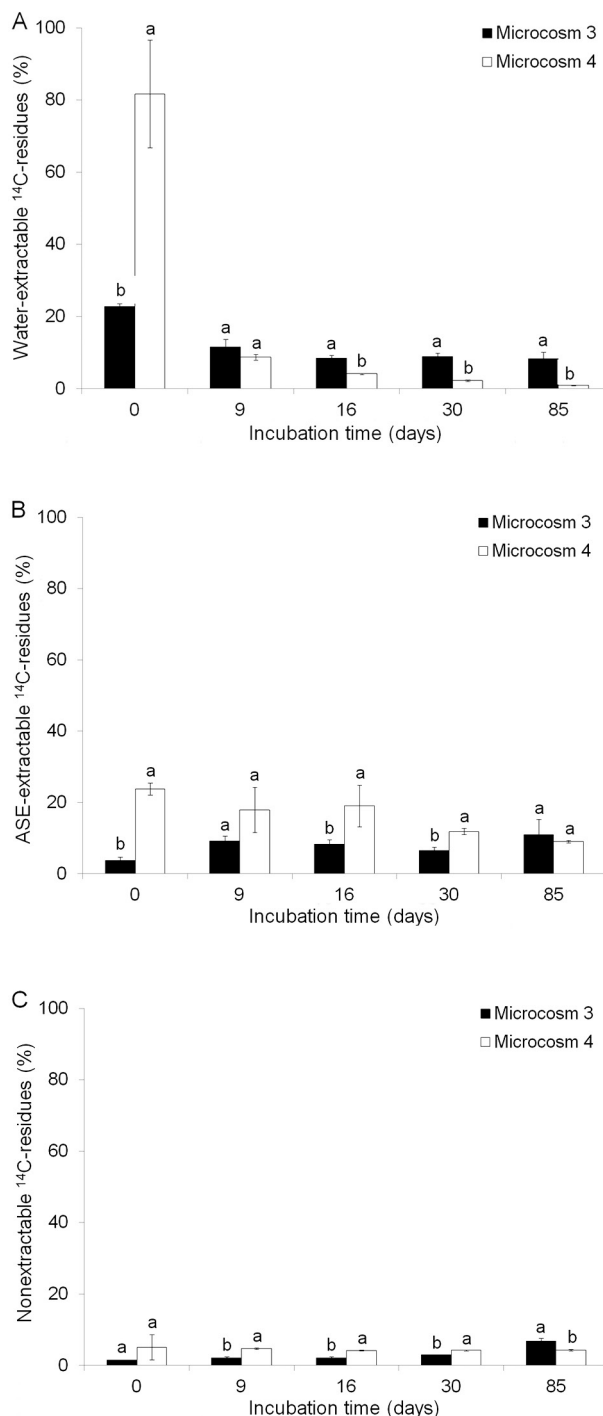 A
Water-extractable ¹⁴C-residues (%)
100
80
60
40
20
0
Microcosm 3
Microcosm 4
b a
a a
a b
a b
a b
0 9 16 30 85
Incubation time (days)
B
ASE-extractable ¹⁴C-residues (%)
100
80
60
40
20
0
Microcosm 3
Microcosm 4
b a
a a
b a
b a
a a
0 9 16 30 85
Incubation time (days)
C
Nonextractable ¹⁴C-residues (%)
100
80
60
40
20
0
Microcosm 3
Microcosm 4
a a
b a
b a
b a
a b
0 9 16 30 85
Incubation time (days)